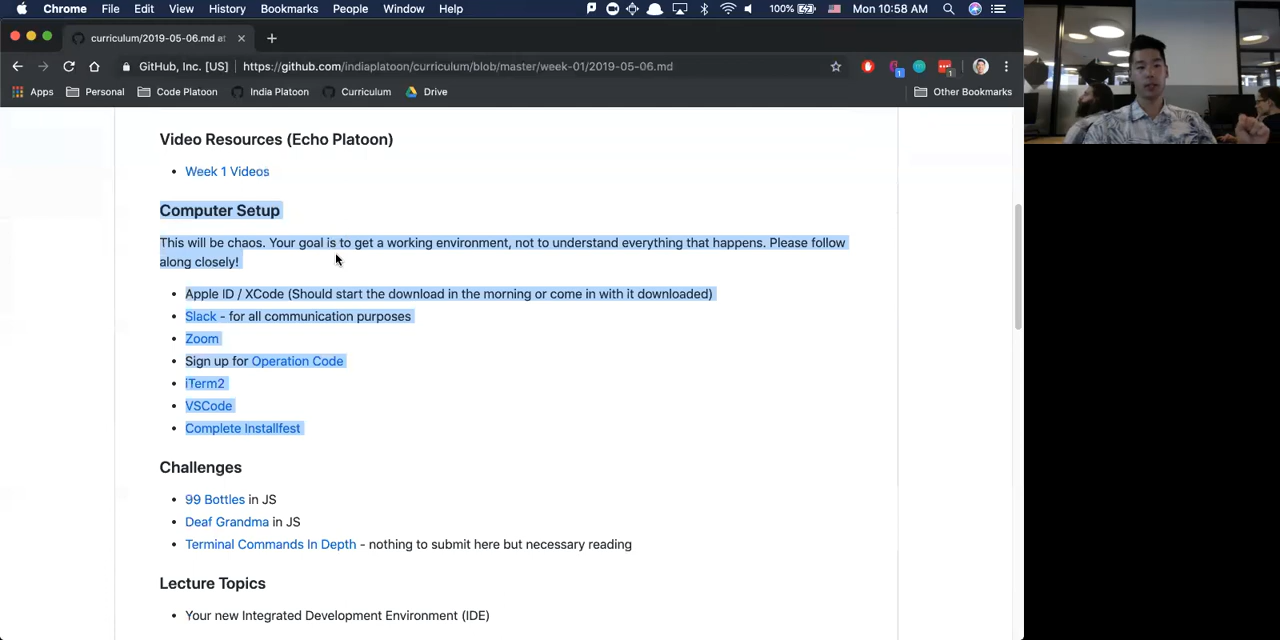 Chrome File Edit View History Bookmarks People Window Help 100% Mon 10:58 AM
curriculum/2019-05-06.md at
GitHub, Inc. [US] https://github.com/indiaplatoon/curriculum/blob/master/week-01/2019-05-06.md 1 1
Apps Personal Code Platoon India Platoon Curriculum Drive Other Bookmarks
Video Resources (Echo Platoon)
• Week 1 Videos
Computer Setup
This will be chaos. Your goal is to get a working environment, not to understand everything that happens. Please follow
along closely!
• Apple ID / XCode (Should start the download in the morning or come in with it downloaded)
• Slack - for all communication purposes
• Zoom
• Sign up for Operation Code
• iTerm2
• VSCode
• Complete Installfest
Challenges
• 99 Bottles in JS
• Deaf Grandma in JS
• Terminal Commands In Depth - nothing to submit here but necessary reading
Lecture Topics
• Your new Integrated Development Environment (IDE)